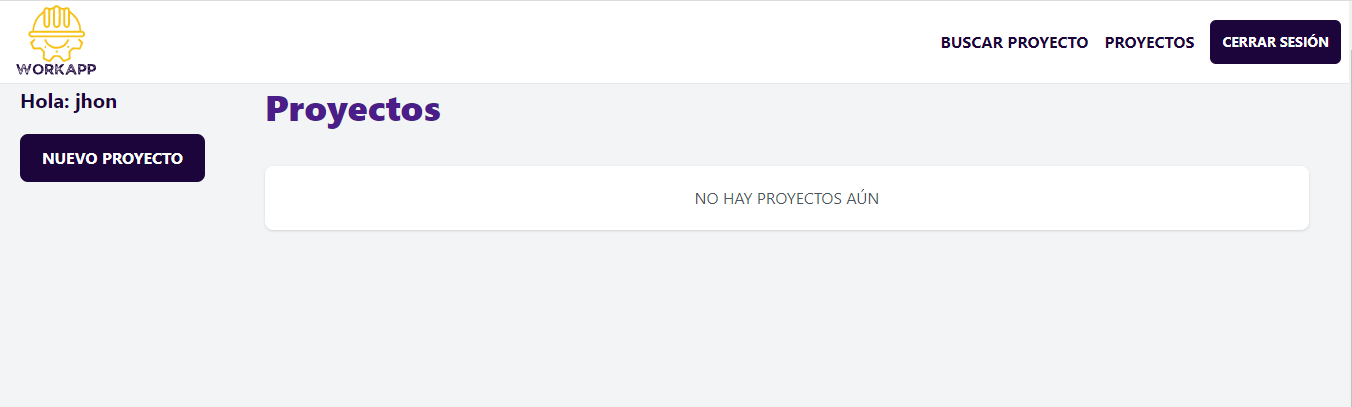 WORKAPP
BUSCAR PROYECTO PROYECTOS CERRAR SESIÓN
Hola: jhon
NUEVO PROYECTO
Proyectos
NO HAY PROYECTOS AÚN